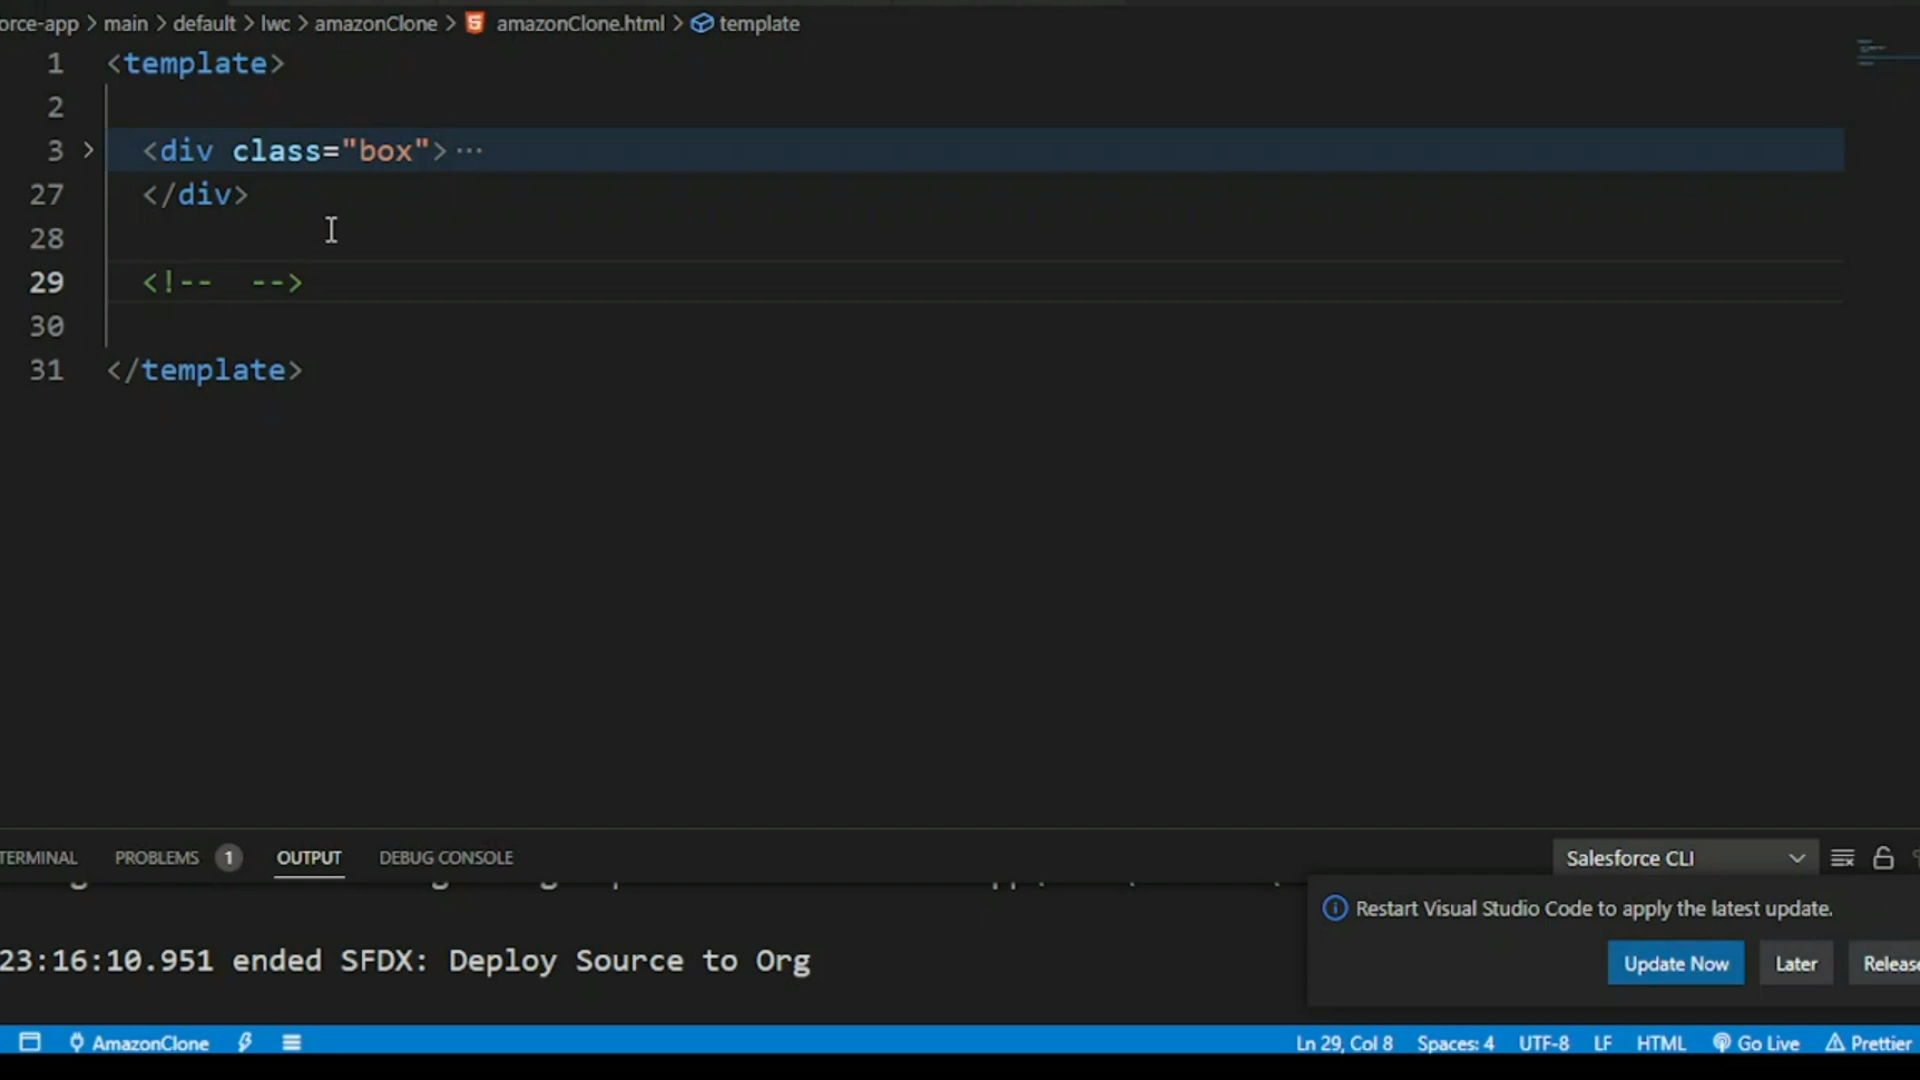 orce-app > main > default > lwc > amazonClone > amazonClone.html > template
1 <template>
2
3 > <div class="box">···
27 </div>
28
29 <!--  -->
30
31 </template>
TERMINAL PROBLEMS 1 OUTPUT DEBUG CONSOLE Salesforce CLI
Restart Visual Studio Code to apply the latest update.
23:16:10.951 ended SFDX: Deploy Source to Org
Update Now Later Release
AmazonClone Ln 29, Col 8 Spaces: 4 UTF-8 LF HTML Go Live Prettier